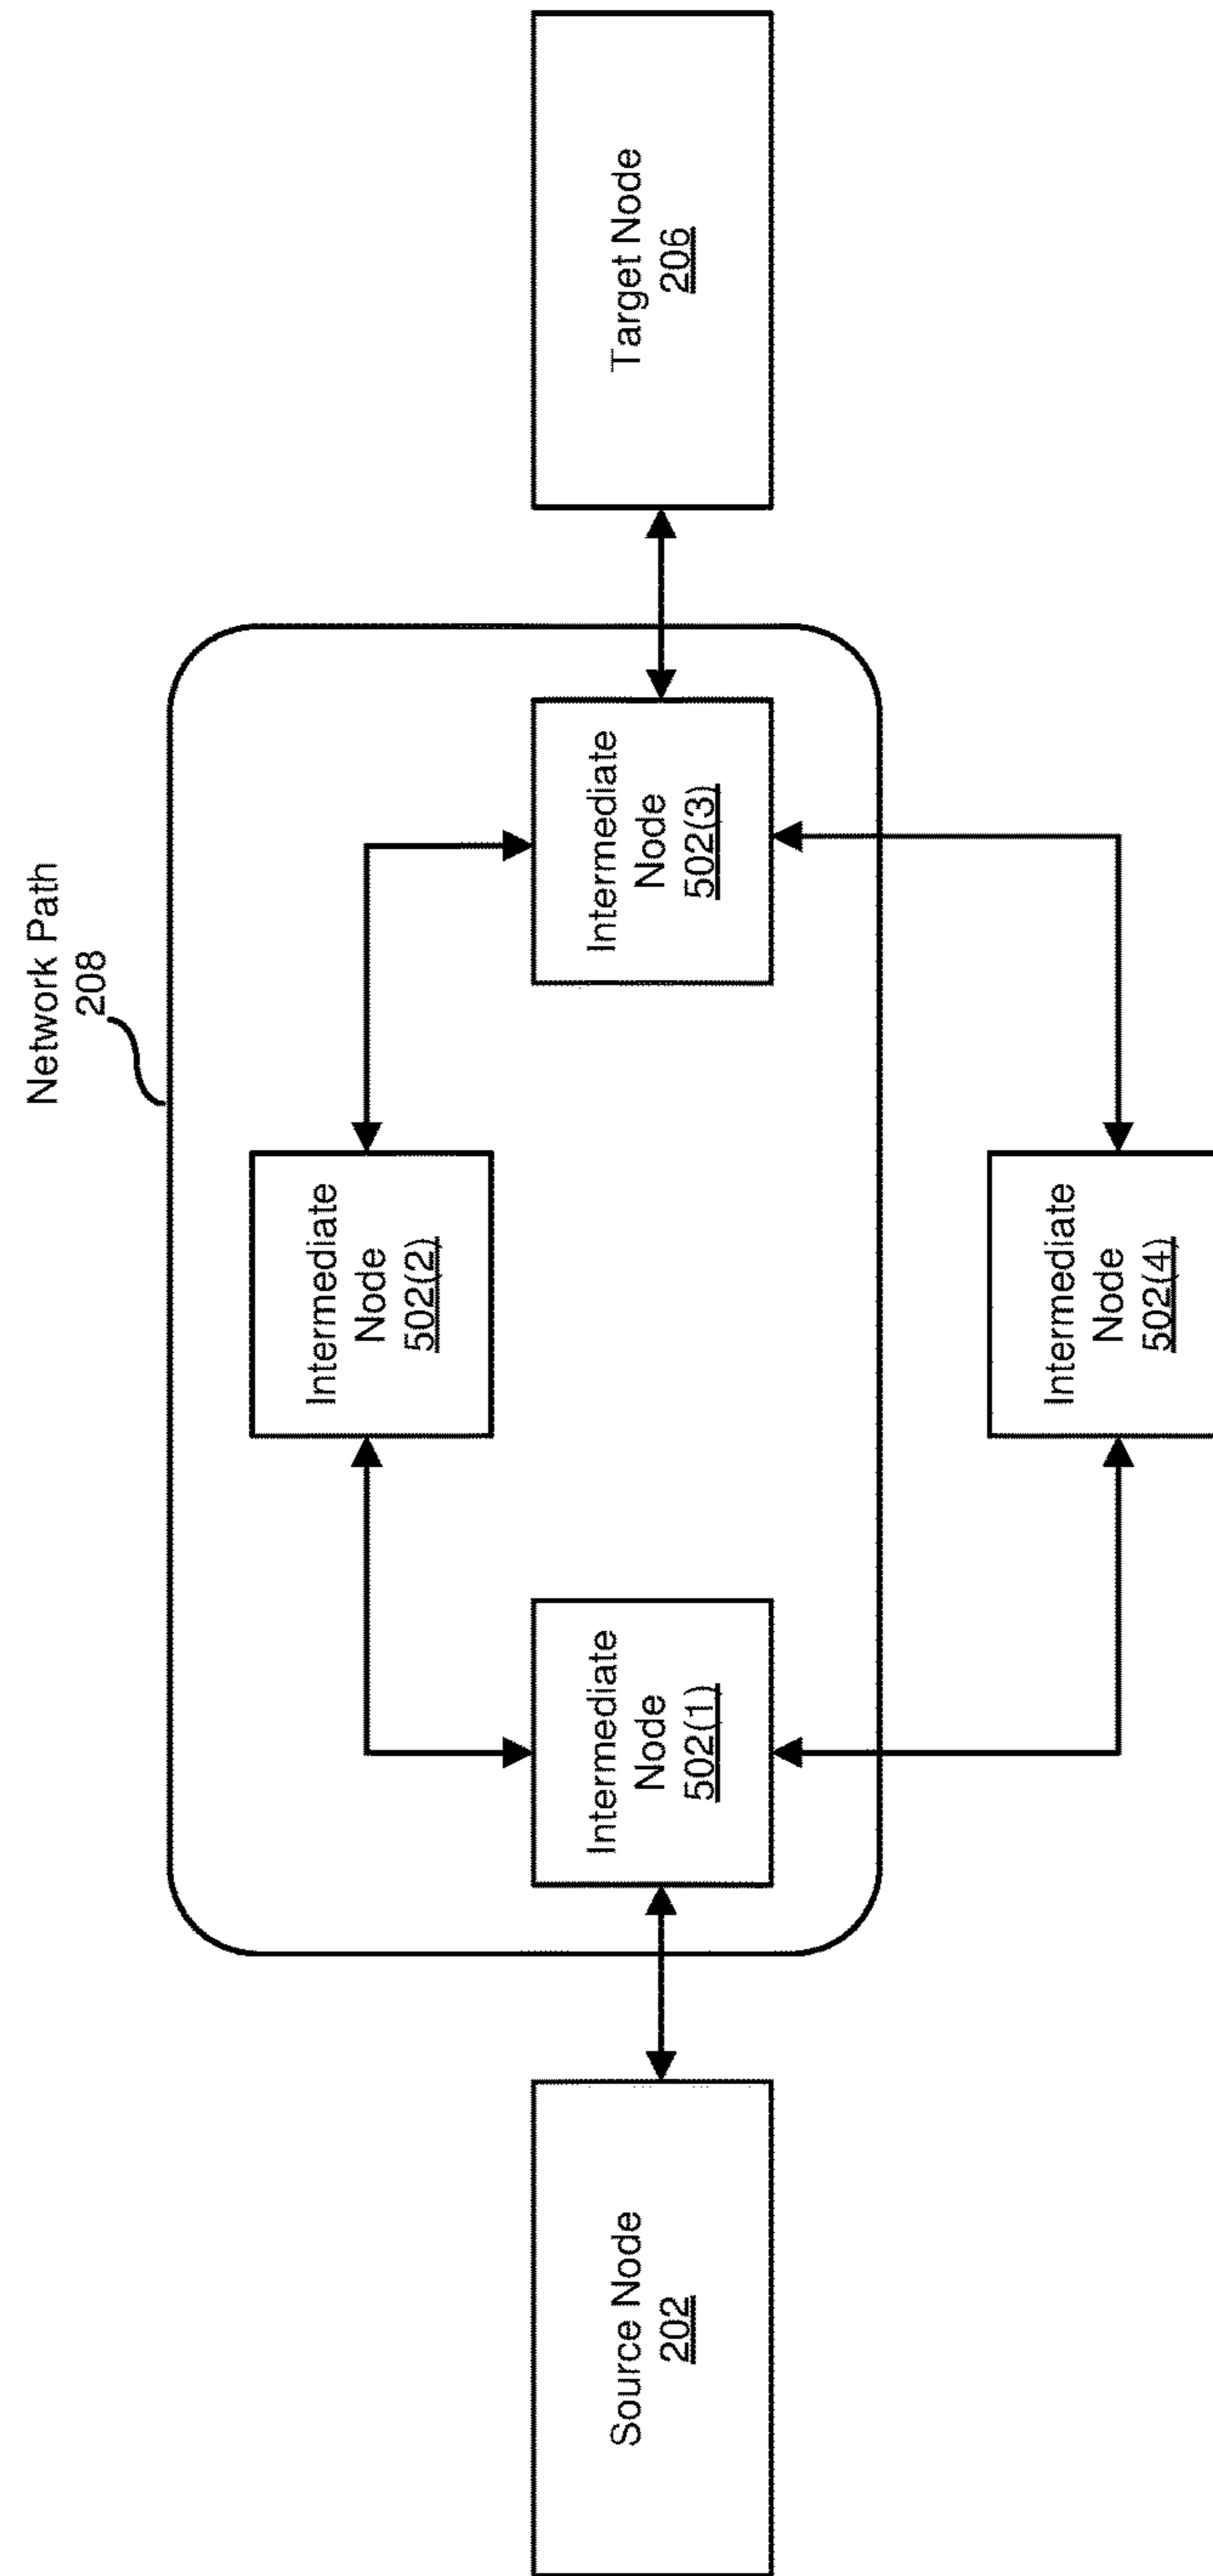 Network Path
208
Source Node
202
Intermediate
Node
502(1)
Intermediate
Node
502(2)
Intermediate
Node
502(3)
Target Node
206
Intermediate
Node
502(4)